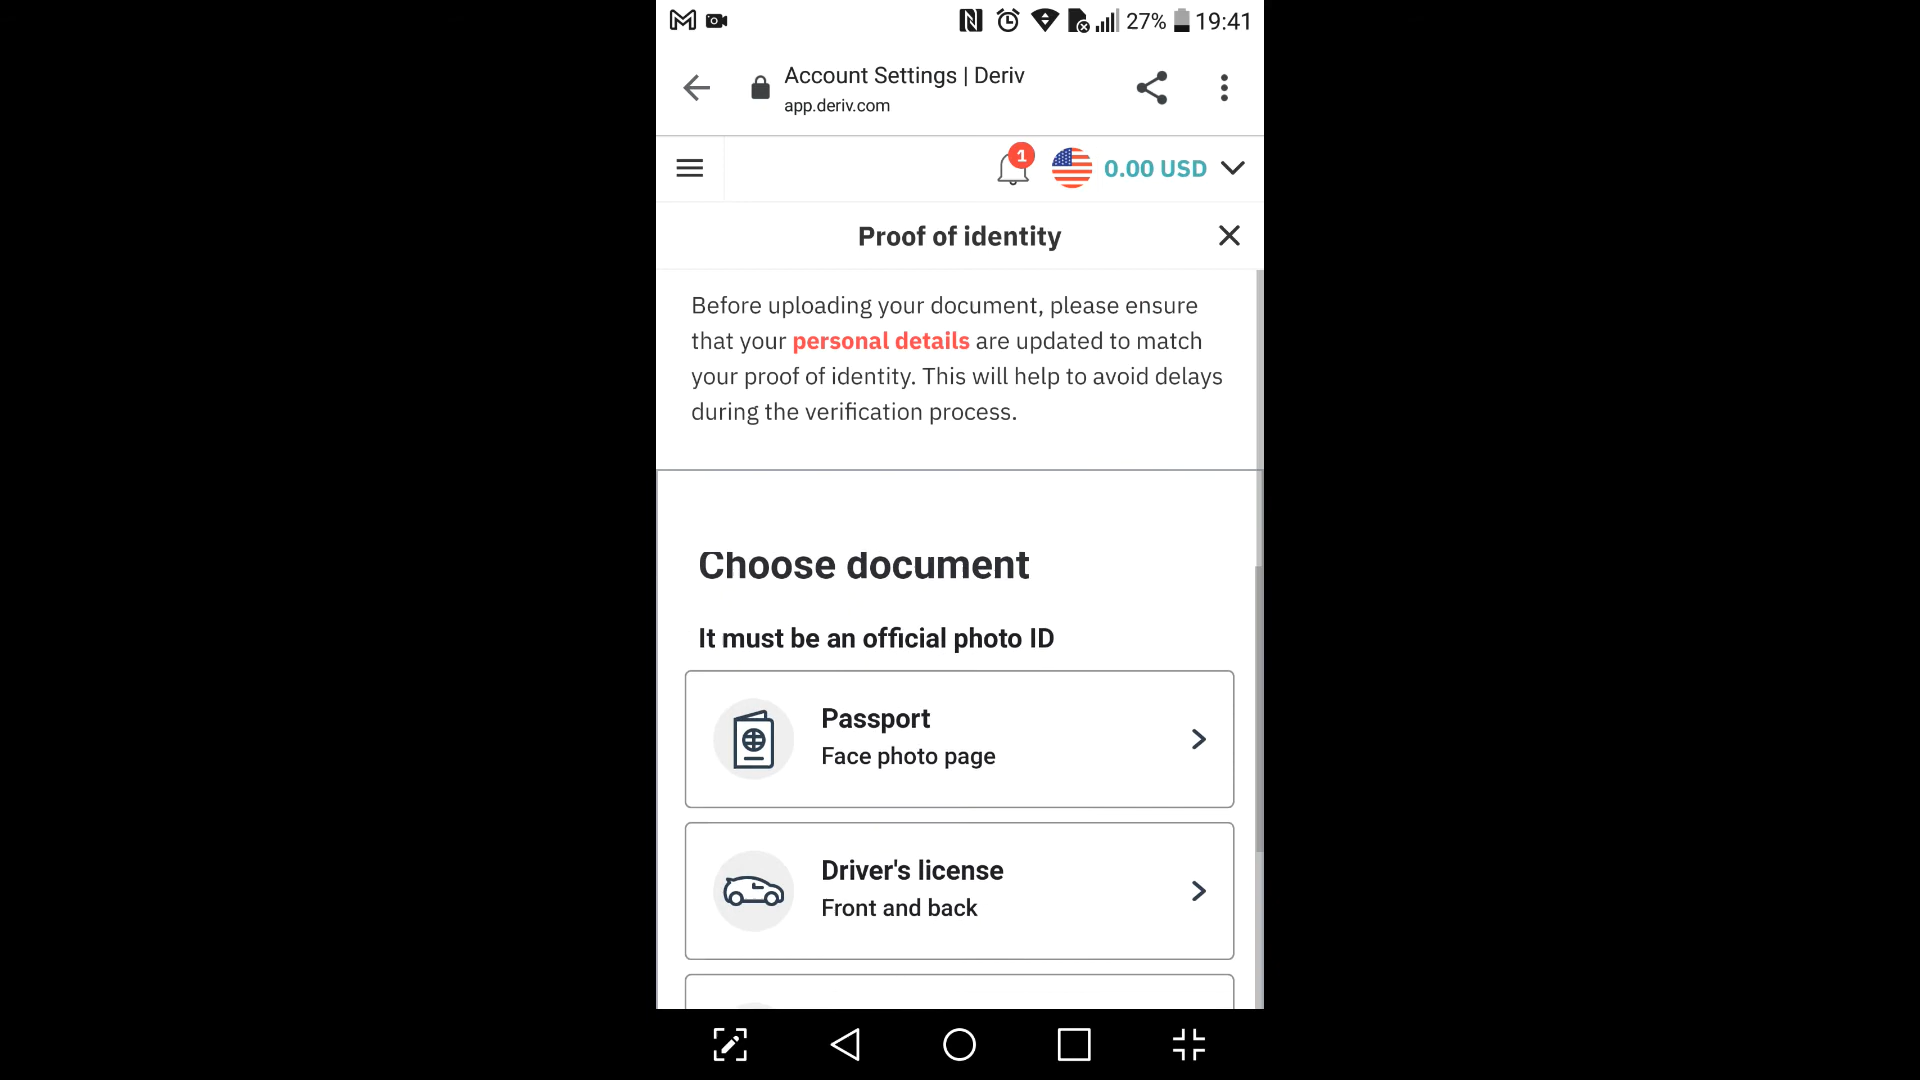 27% 19:41
Account Settings | Deriv
app.deriv.com
1
0.00 USD
Proof of identity
Before uploading your document, please ensure
that your personal details are updated to match
your proof of identity. This will help to avoid delays
during the verification process.
Choose document
It must be an official photo ID
Passport
Face photo page
Driver's license
Front and back